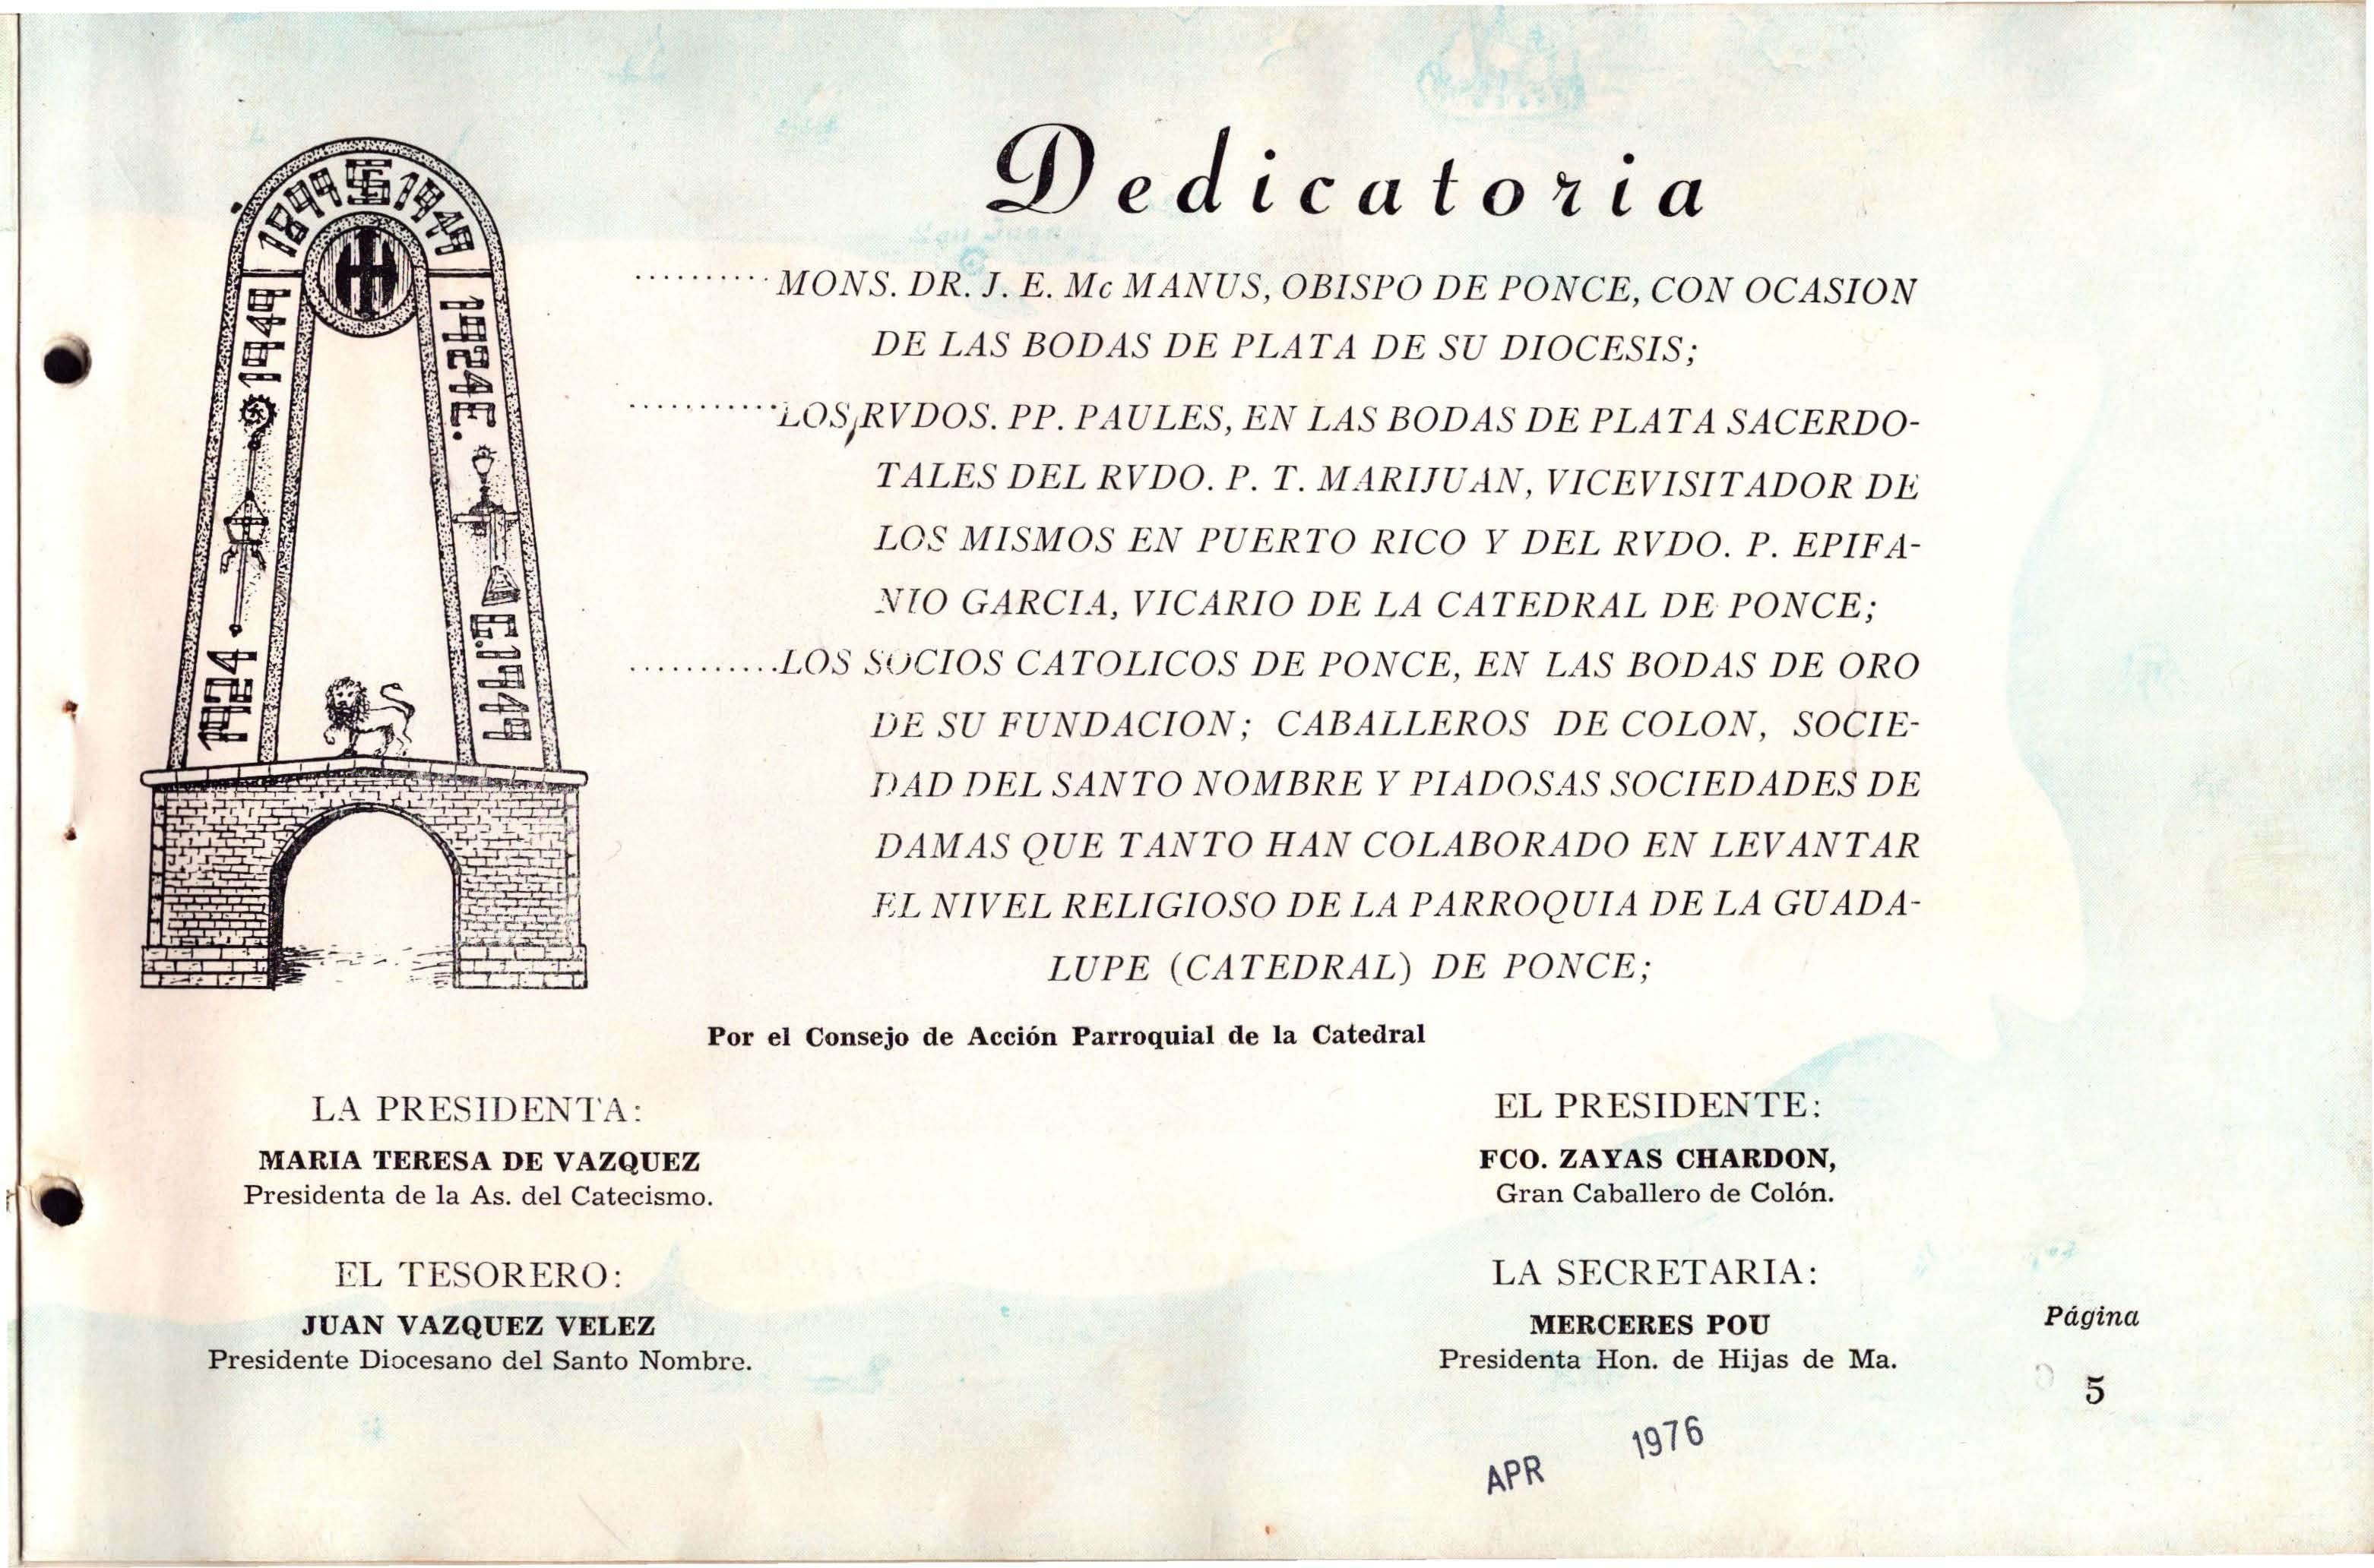 Dedicatoria
1899 1949
1949
1924
1924 E.
E. 1949
.......... MONS. DR. J. E. Mc MANUS, OBISPO DE PONCE, CON OCASION
DE LAS BODAS DE PLATA DE SU DIOCESIS;
...........LOS RVDOS. PP. PAULES, EN LAS BODAS DE PLATA SACERDO-
TALES DEL RVDO. P. T. MARIJUAN, VICEVISITADOR DE
LOS MISMOS EN PUERTO RICO Y DEL RVDO. P. EPIFA-
NIO GARCIA, VICARIO DE LA CATEDRAL DE PONCE;
...........LOS SOCIOS CATOLICOS DE PONCE, EN LAS BODAS DE ORO
DE SU FUNDACION; CABALLEROS DE COLON, SOCIE-
DAD DEL SANTO NOMBRE Y PIADOSAS SOCIEDADES DE
DAMAS QUE TANTO HAN COLABORADO EN LEVANTAR
EL NIVEL RELIGIOSO DE LA PARROQUIA DE LA GUADA-
LUPE (CATEDRAL) DE PONCE;
Por el Consejo de Acción Parroquial de la Catedral
LA PRESIDENTA:
MARIA TERESA DE VAZQUEZ
Presidenta de la As. del Catecismo.
EL PRESIDENTE:
FCO. ZAYAS CHARDON,
Gran Caballero de Colón.
EL TESORERO:
JUAN VAZQUEZ VELEZ
Presidente Diocesano del Santo Nombre.
LA SECRETARIA:
MERCERES POU
Presidenta Hon. de Hijas de Ma.
Página
5
APR 1976